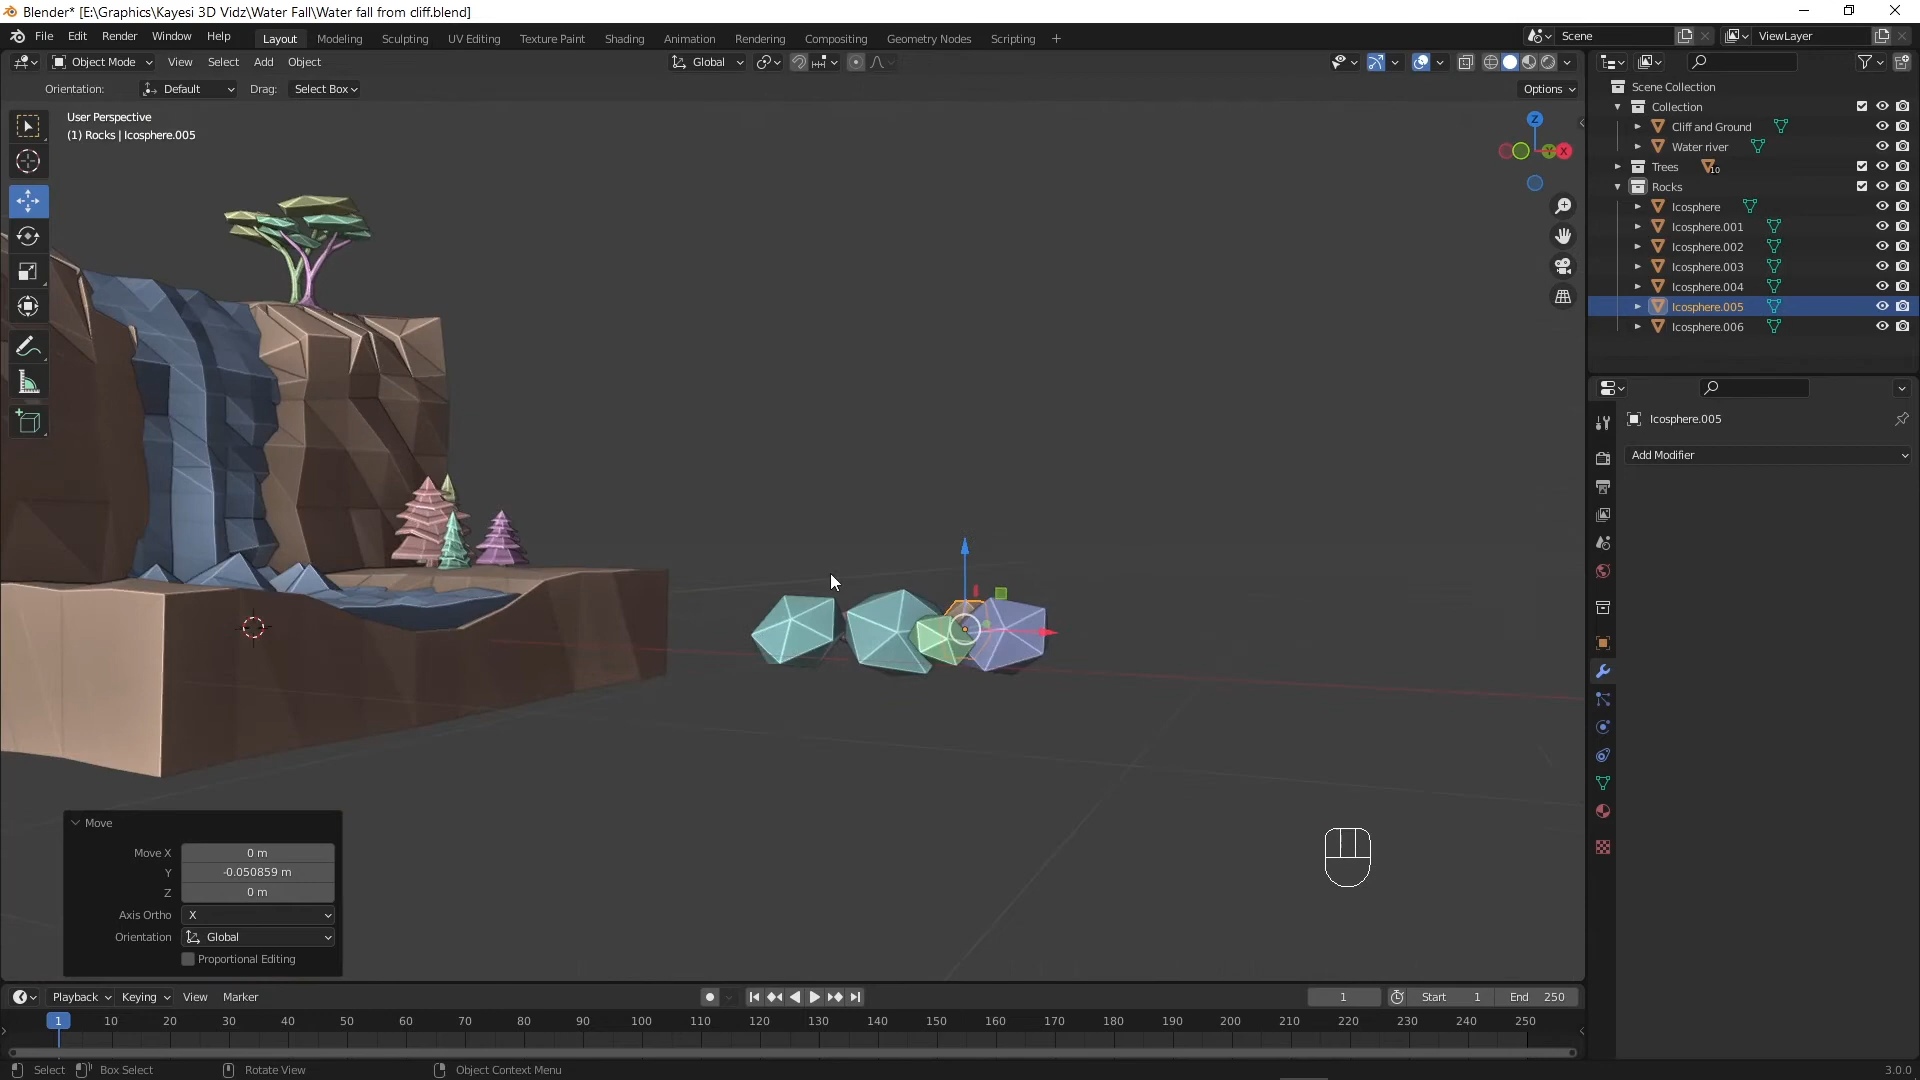 Blender* [E:\Graphics\Kayesi 3D Vidz\Water Fall\Water fall from cliff.blend]
File Edit Render Window Help Layout Modeling Sculpting UV Editing Texture Paint Shading Animation Rendering Compositing Geometry Nodes Scripting + Scene ViewLayer
Object Mode View Select Add Object Global
Orientation: Default Drag: Select Box Options
User Perspective
(1) Rocks | Icosphere.005
Z
Y
X
Scene Collection
Collection
Cliff and Ground
Water river
Trees 10
Rocks
Icosphere
Icosphere.001
Icosphere.002
Icosphere.003
Icosphere.004
Icosphere.005
Icosphere.006
Icosphere.005
Add Modifier
Move
Move X 0 m
Y -0.050859 m
Z 0 m
Axis Ortho X
Orientation Global
Proportional Editing
Playback Keying View Marker 1 Start 1 End 250
1 10 20 30 40 50 60 70 80 90 100 110 120 130 140 150 160 170 180 190 200 210 220 230 240 250
Select Box Select Rotate View Object Context Menu 3.0.0